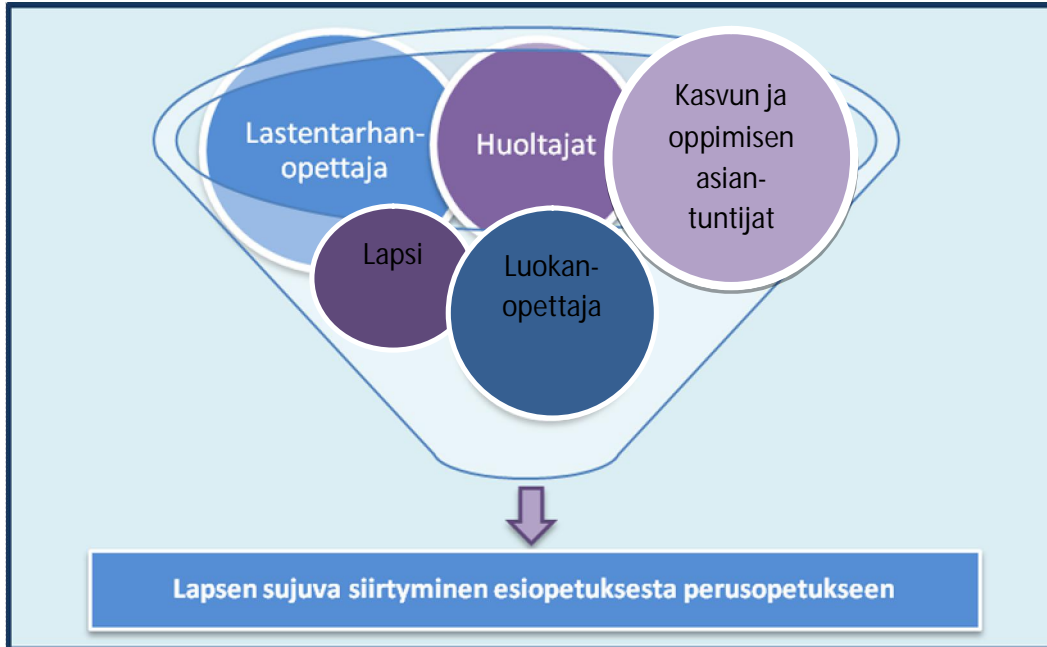 Lastentarhan-
opettaja
Huoltajat
Kasvun ja
oppimisen
asian-
tuntijat
Lapsi
Luokan-
opettaja
Lapsen sujuva siirtyminen esiopetuksesta perusopetukseen